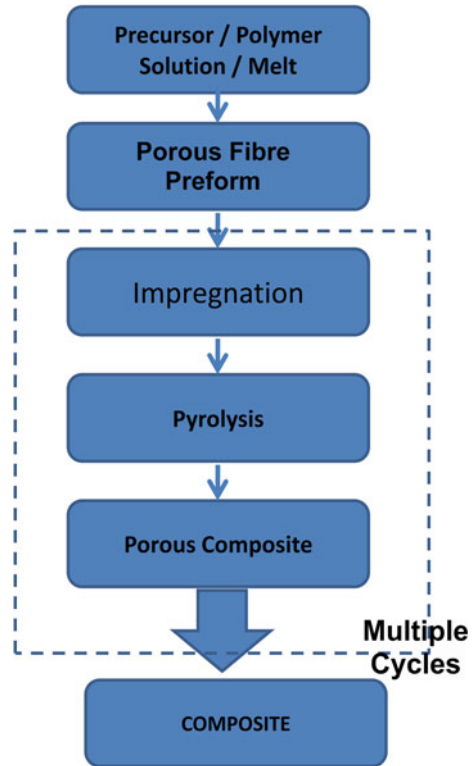 Precursor / Polymer
Solution / Melt
Porous Fibre
Preform
Impregnation
Pyrolysis
Porous Composite
Multiple
Cycles
COMPOSITE